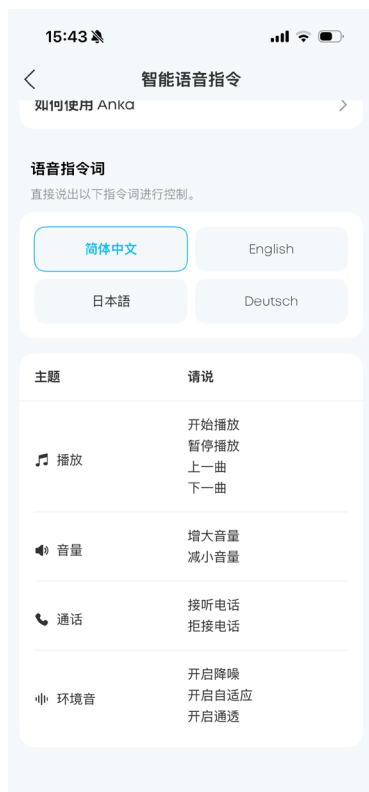 15:43
智能语音指令
如何使用 Anka
语音指令词
直接说出以下指令词进行控制。
简体中文
English
日本語
Deutsch
主题
请说
播放
开始播放
暂停播放
上一曲
下一曲
音量
增大音量
减小音量
通话
接听电话
拒接电话
环境音
开启降噪
开启自适应
开启通透